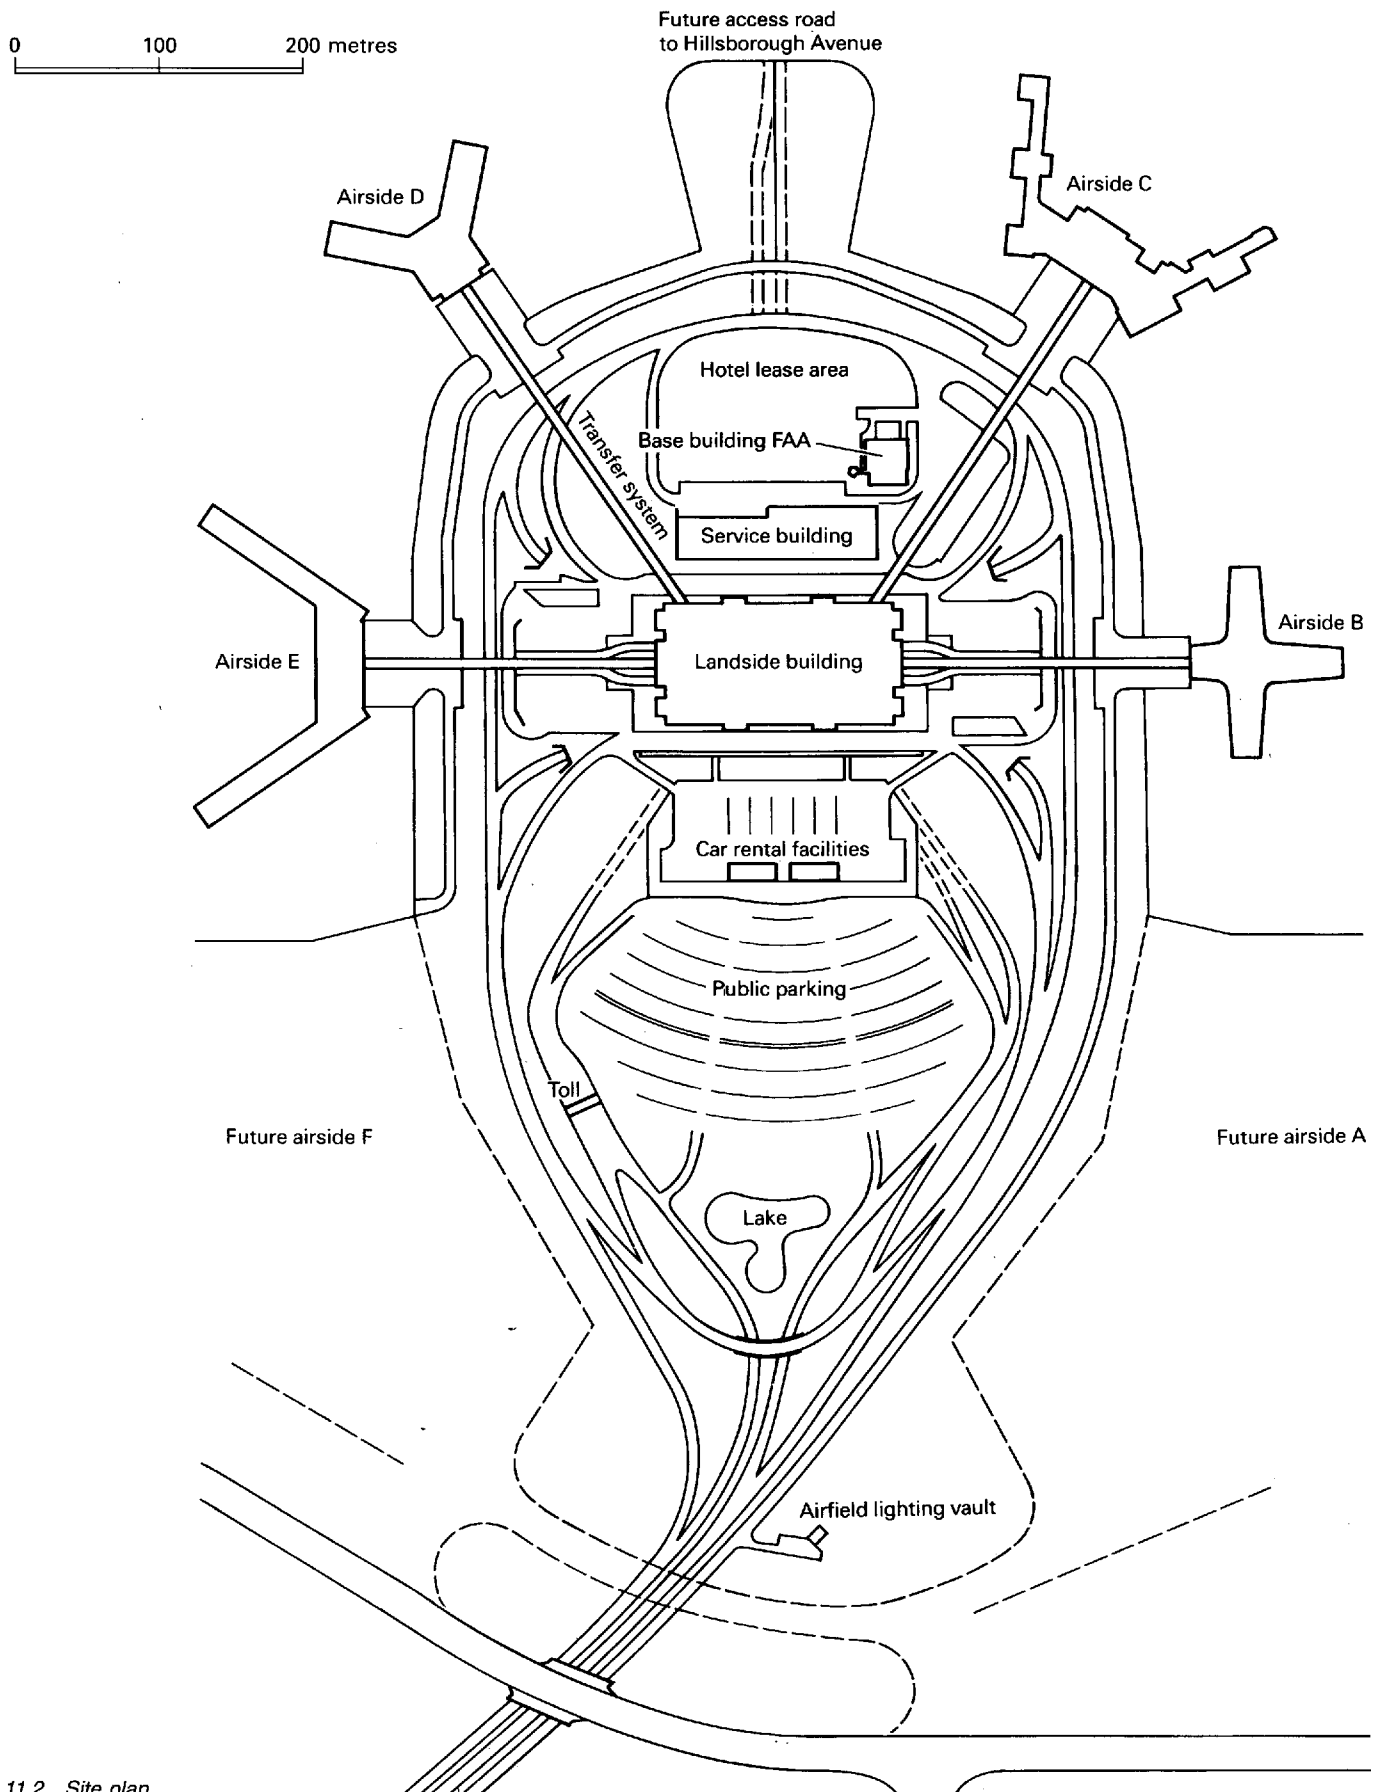 Future access road
to Hillsborough Avenue
0 100 200 metres
Airside D
Airside C
Hotel lease area
Base building FAA
Transfer system
Service building
Airside B
Airside E
Landside building
Car rental facilities
Public parking
Toll
Future airside F
Future airside A
Lake
Airfield lighting vault
11.2 Site plan